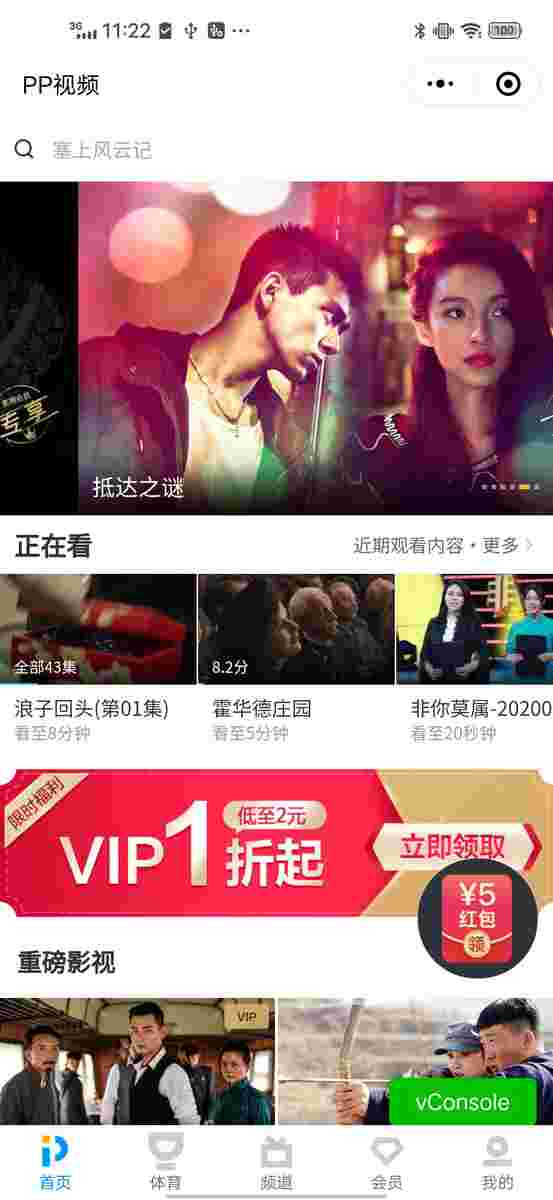 3G 11:22 100
PP视频
塞上风云记
专享
抵达之谜
正在看
近期观看内容・更多
全部43集
8.2分
浪子回头(第01集)
霍华德庄园
非你莫属-20200
看至8分钟
看至5分钟
看至20秒钟
限时福利
VIP1折起
低至2元
立即领取
¥5
红包
领
重磅影视
VIP
vConsole
首页
体育
频道
会员
我的